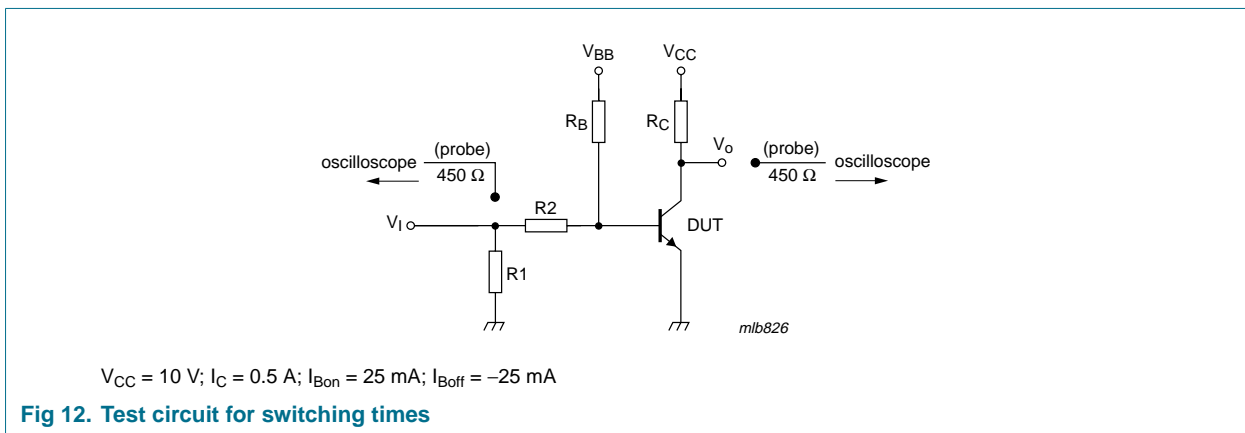 V_BB V_CC
R_B R_C
V_o
oscilloscope (probe) 450 Ω
(probe) 450 Ω oscilloscope
R2
V_I
DUT
R1
mlb826
V_CC = 10 V; I_C = 0.5 A; I_Bon = 25 mA; I_Boff = −25 mA
Fig 12. Test circuit for switching times